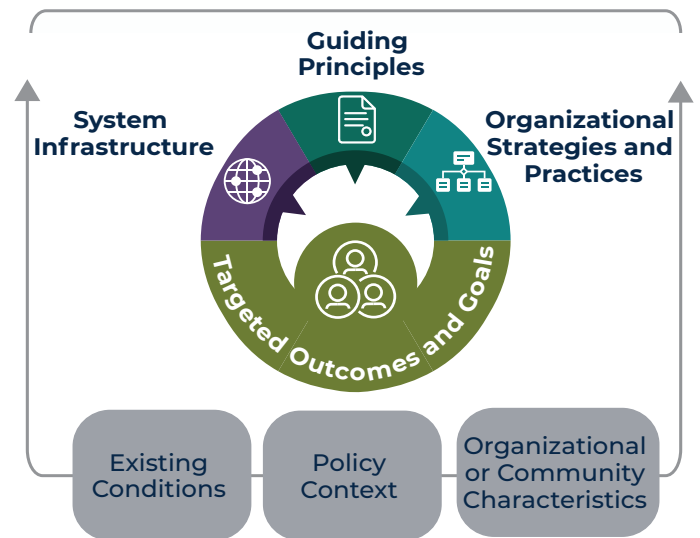 Guiding
Principles
System
Infrastructure
Organizational
Strategies and
Practices
Targeted Outcomes and Goals
Existing
Conditions
Policy
Context
Organizational
or Community
Characteristics